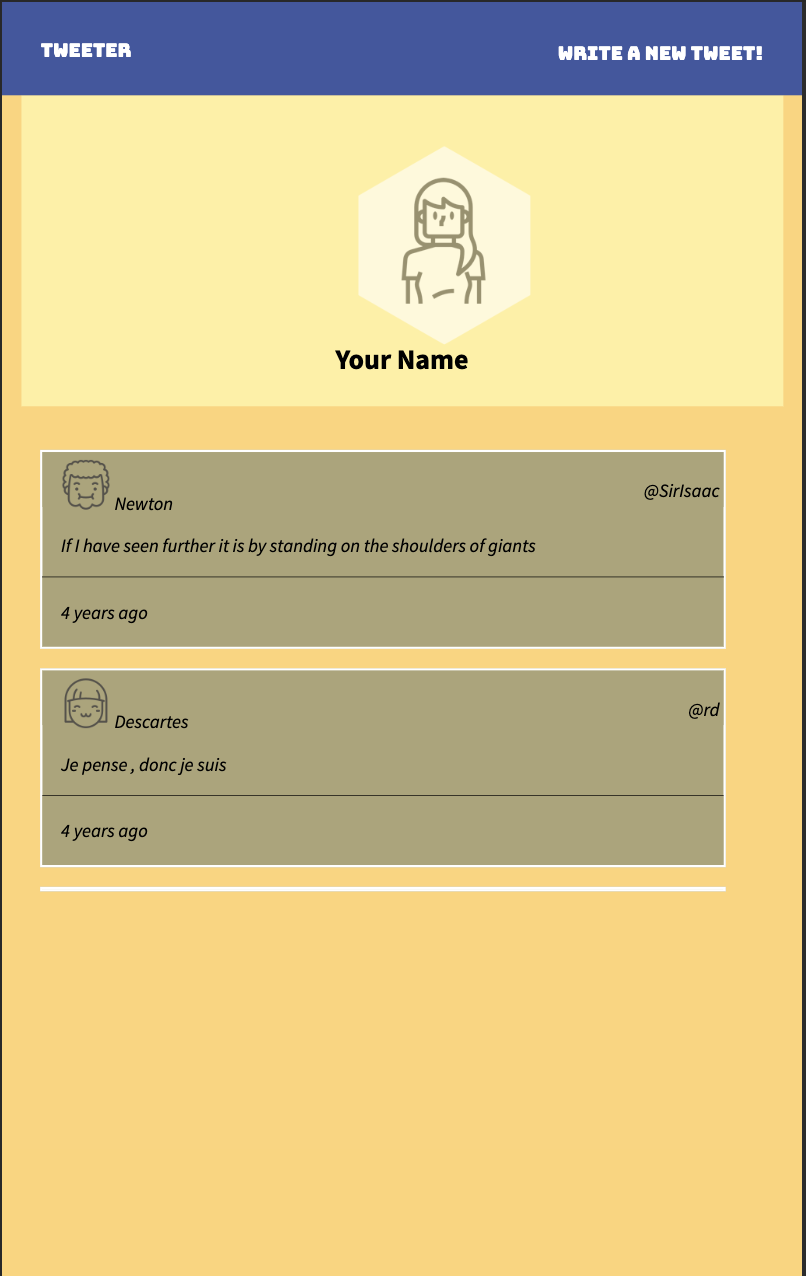 TWEETER
WRITE A NEW TWEET!
Your Name
Newton
@SirIsaac
If I have seen further it is by standing on the shoulders of giants
4 years ago
Descartes
@rd
Je pense , donc je suis
4 years ago